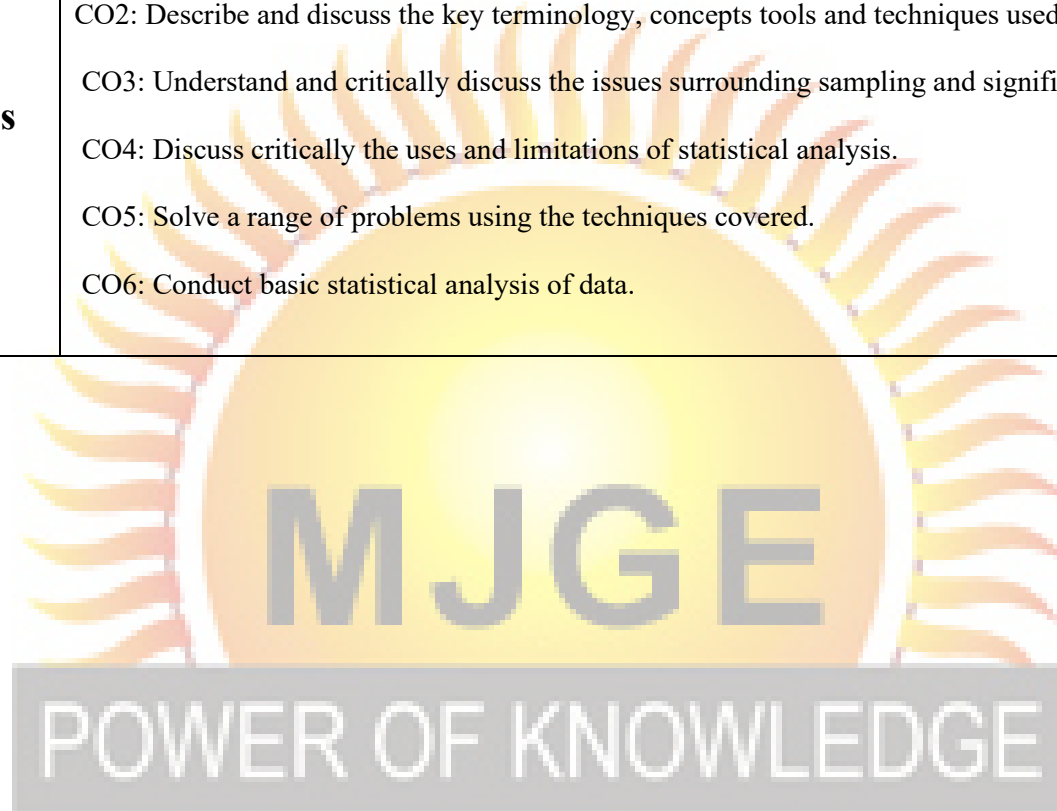 CO2: Describe and discuss the key terminology, concepts tools and techniques used
CO3: Understand and critically discuss the issues surrounding sampling and signifi
s
CO4: Discuss critically the uses and limitations of statistical analysis.
CO5: Solve a range of problems using the techniques covered.
CO6: Conduct basic statistical analysis of data.
MJGE
POWER OF KNOWLEDGE